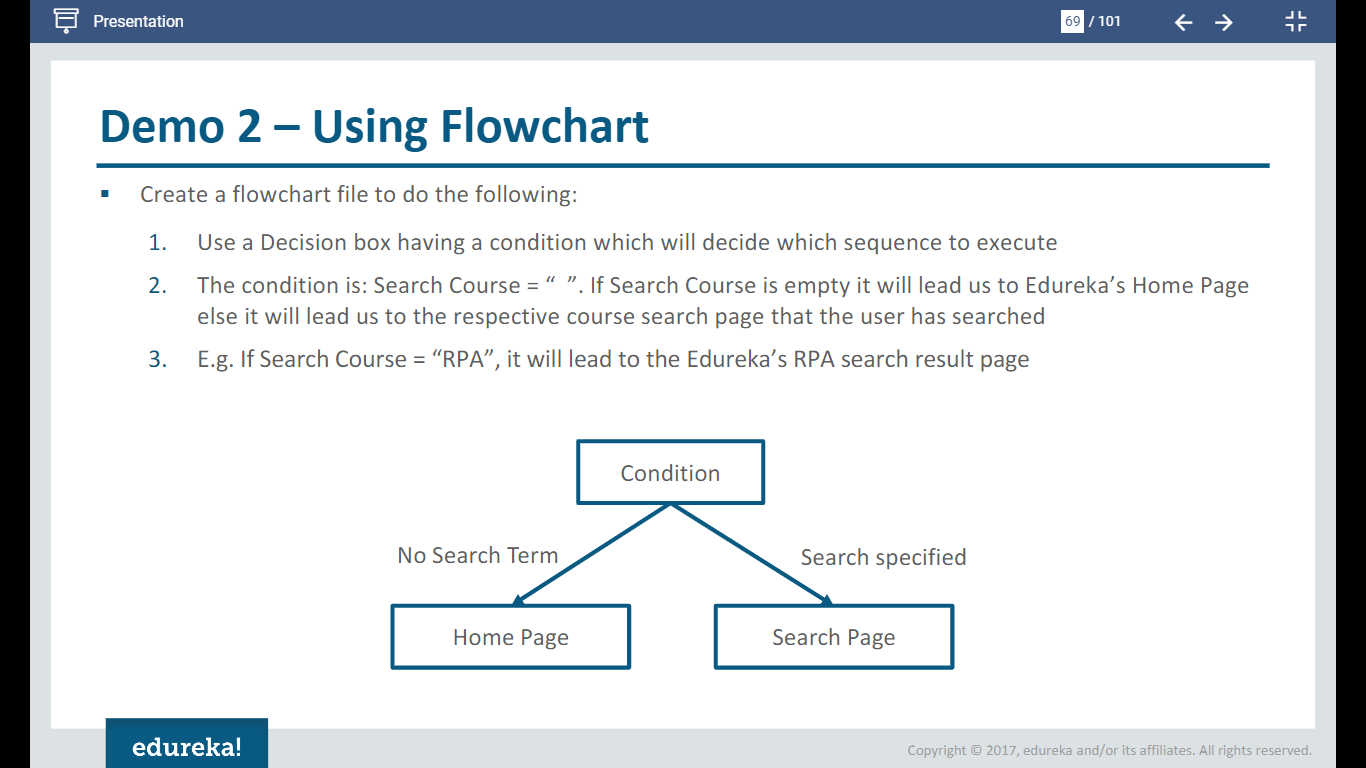 Presentation
69 / 101
Demo 2 – Using Flowchart
▪ Create a flowchart file to do the following:
1. Use a Decision box having a condition which will decide which sequence to execute
2. The condition is: Search Course = “  ”. If Search Course is empty it will lead us to Edureka’s Home Page
else it will lead us to the respective course search page that the user has searched
3. E.g. If Search Course = “RPA”, it will lead to the Edureka’s RPA search result page
Condition
No Search Term
Search specified
Home Page
Search Page
edureka!
Copyright © 2017, edureka and/or its affiliates. All rights reserved.